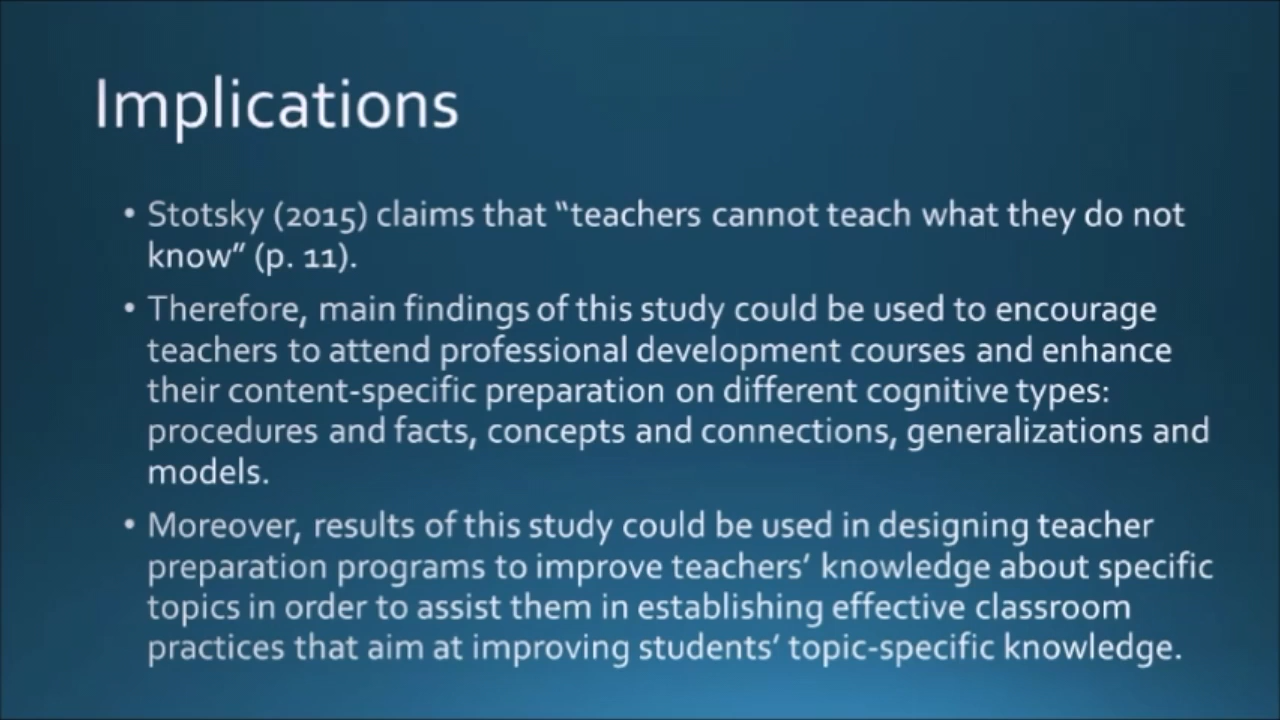 Implications
• Stotsky (2015) claims that “teachers cannot teach what they do not
know” (p. 11).
• Therefore, main findings of this study could be used to encourage
teachers to attend professional development courses and enhance
their content-specific preparation on different cognitive types:
procedures and facts, concepts and connections, generalizations and
models.
• Moreover, results of this study could be used in designing teacher
preparation programs to improve teachers’ knowledge about specific
topics in order to assist them in establishing effective classroom
practices that aim at improving students’ topic-specific knowledge.